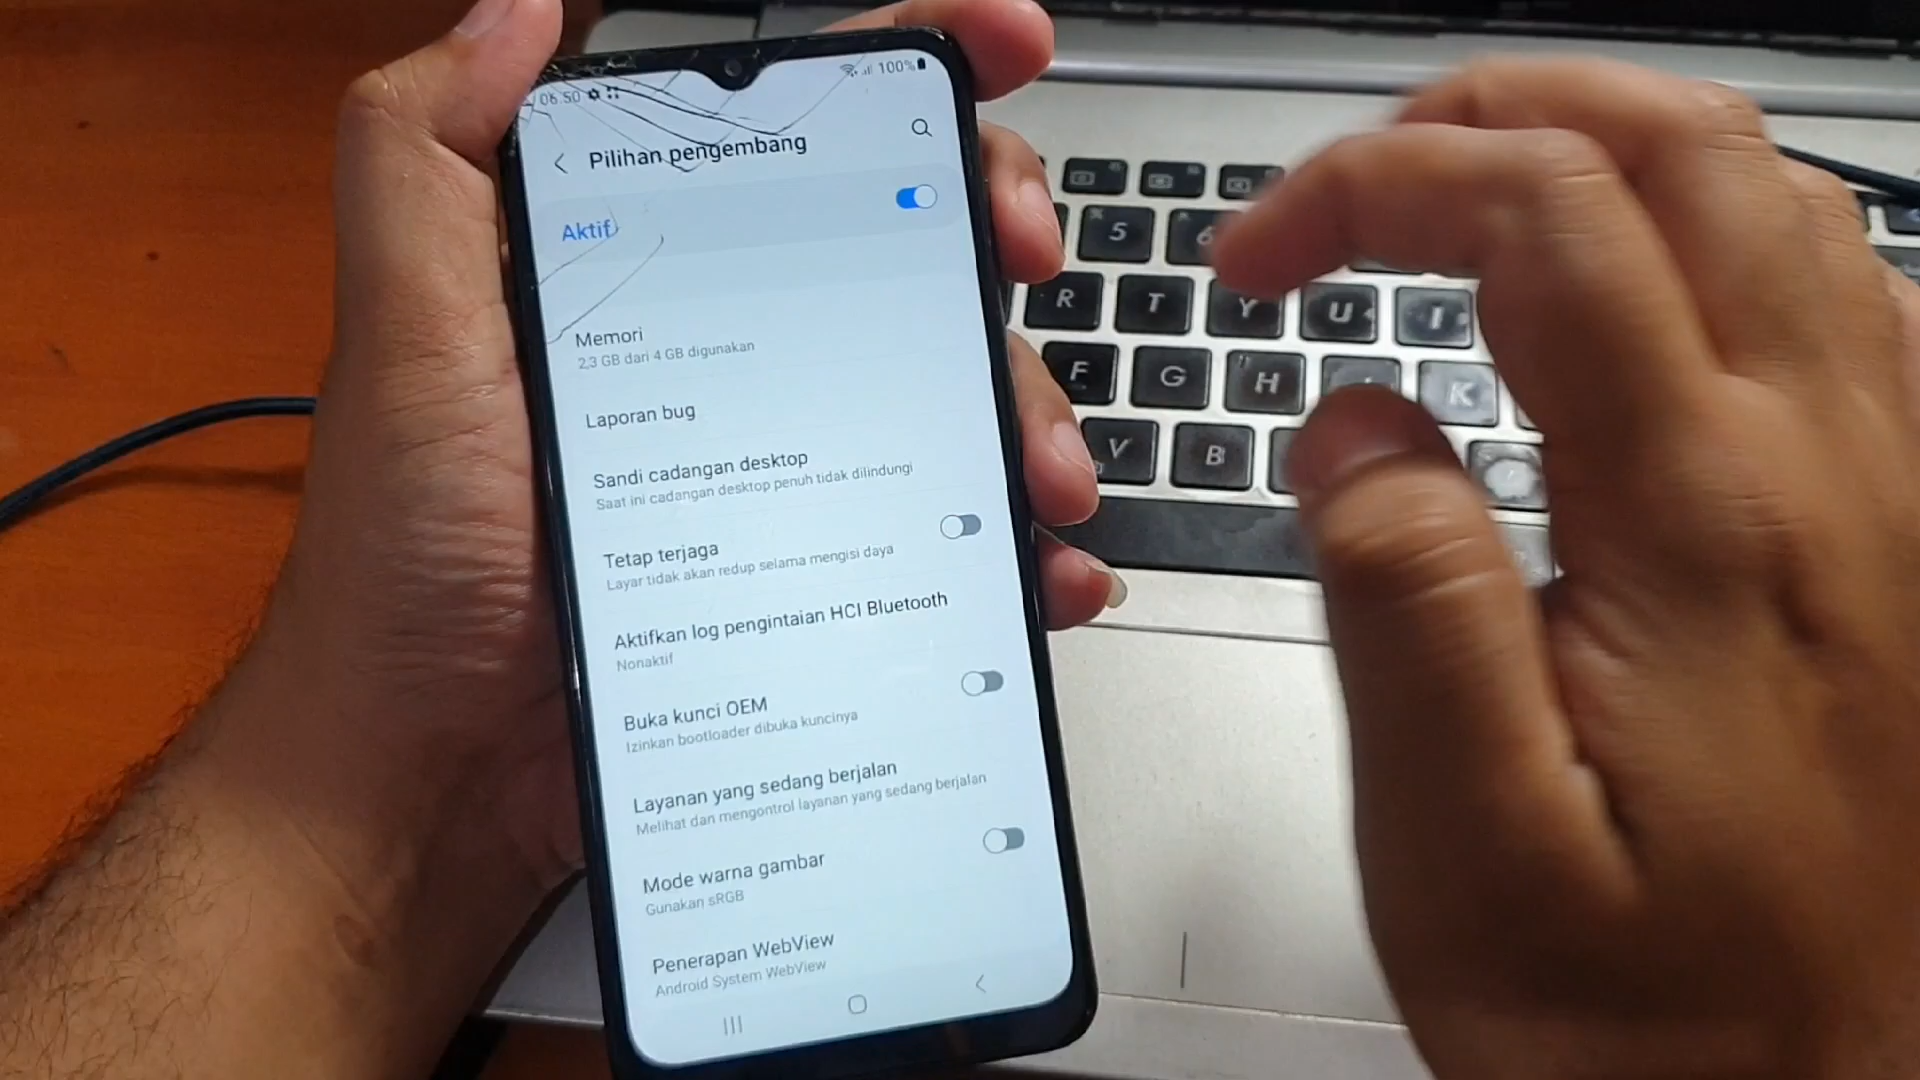 06.50
100%
Pilihan pengembang
Aktif
Memori
2,3 GB dari 4 GB digunakan
Laporan bug
Sandi cadangan desktop
Saat ini cadangan desktop penuh tidak dilindungi
Tetap terjaga
Layar tidak akan redup selama mengisi daya
Aktifkan log pengintaian HCI Bluetooth
Nonaktif
Buka kunci OEM
Izinkan bootloader dibuka kuncinya
Layanan yang sedang berjalan
Melihat dan mengontrol layanan yang sedang berjalan
Mode warna gambar
Gunakan sRGB
Penerapan WebView
Android System WebView
5 6
R T Y U I
F G H K
V B